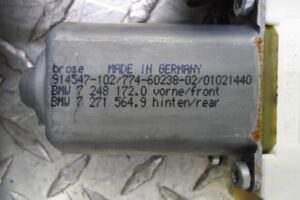 brose MADE IN GERMANY
914547-102/774-60238-02/01021440
BMW 7 248 172.0 vorne/front
BMW 7 271 564.9 hinten/rear